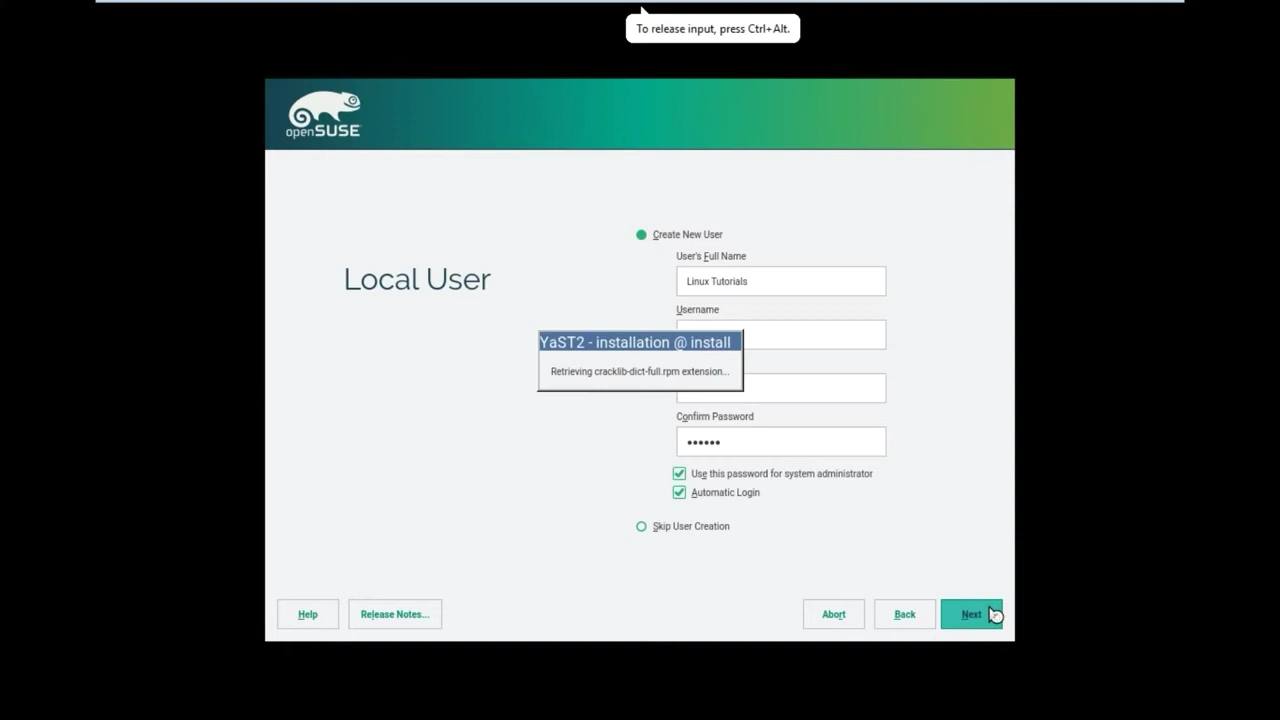 To release input, press Ctrl+Alt.
openSUSE
Create New User
User's Full Name
Local User
Linux Tutorials
Username
YaST2 - installation @ install
Retrieving cracklib-dict-full.rpm extension...
Confirm Password
••••••
Use this password for system administrator
Automatic Login
Skip User Creation
Help
Release Notes...
Abort
Back
Next